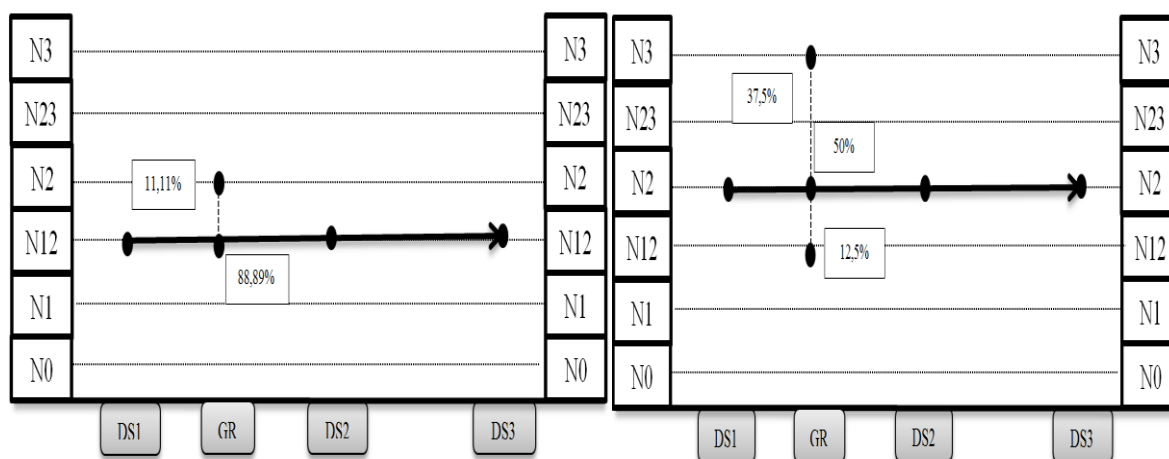 N3
N3
N23
N23
N2
11,11%
N2
N12
N12
88,89%
N1
N1
N0
N0
DS1
GR
DS2
DS3
N3
N3
37,5%
N23
N23
50%
N2
N2
N12
12,5%
N12
N1
N1
N0
N0
DS1
GR
DS2
DS3